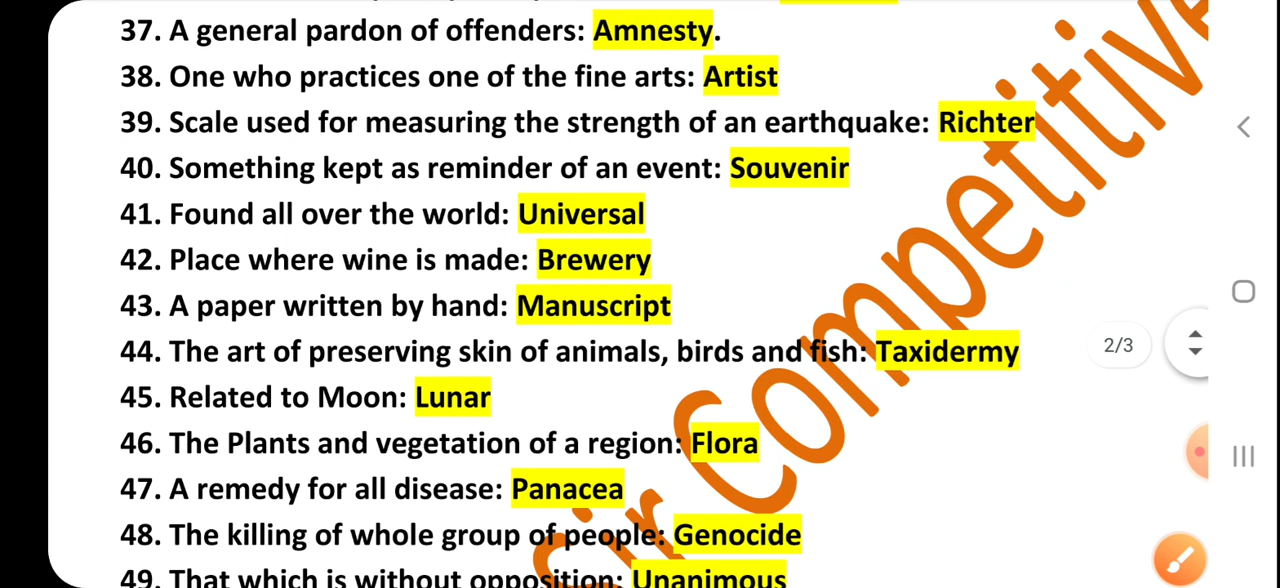 37. A general pardon of offenders: Amnesty.
38. One who practices one of the fine arts: Artist
39. Scale used for measuring the strength of an earthquake: Richter
40. Something kept as reminder of an event: Souvenir
41. Found all over the world: Universal
42. Place where wine is made: Brewery
43. A paper written by hand: Manuscript
44. The art of preserving skin of animals, birds and fish: Taxidermy
45. Related to Moon: Lunar
46. The Plants and vegetation of a region: Flora
47. A remedy for all disease: Panacea
48. The killing of whole group of people: Genocide
49. That which is without opposition: Unanimous
2/3
Sir Competitive